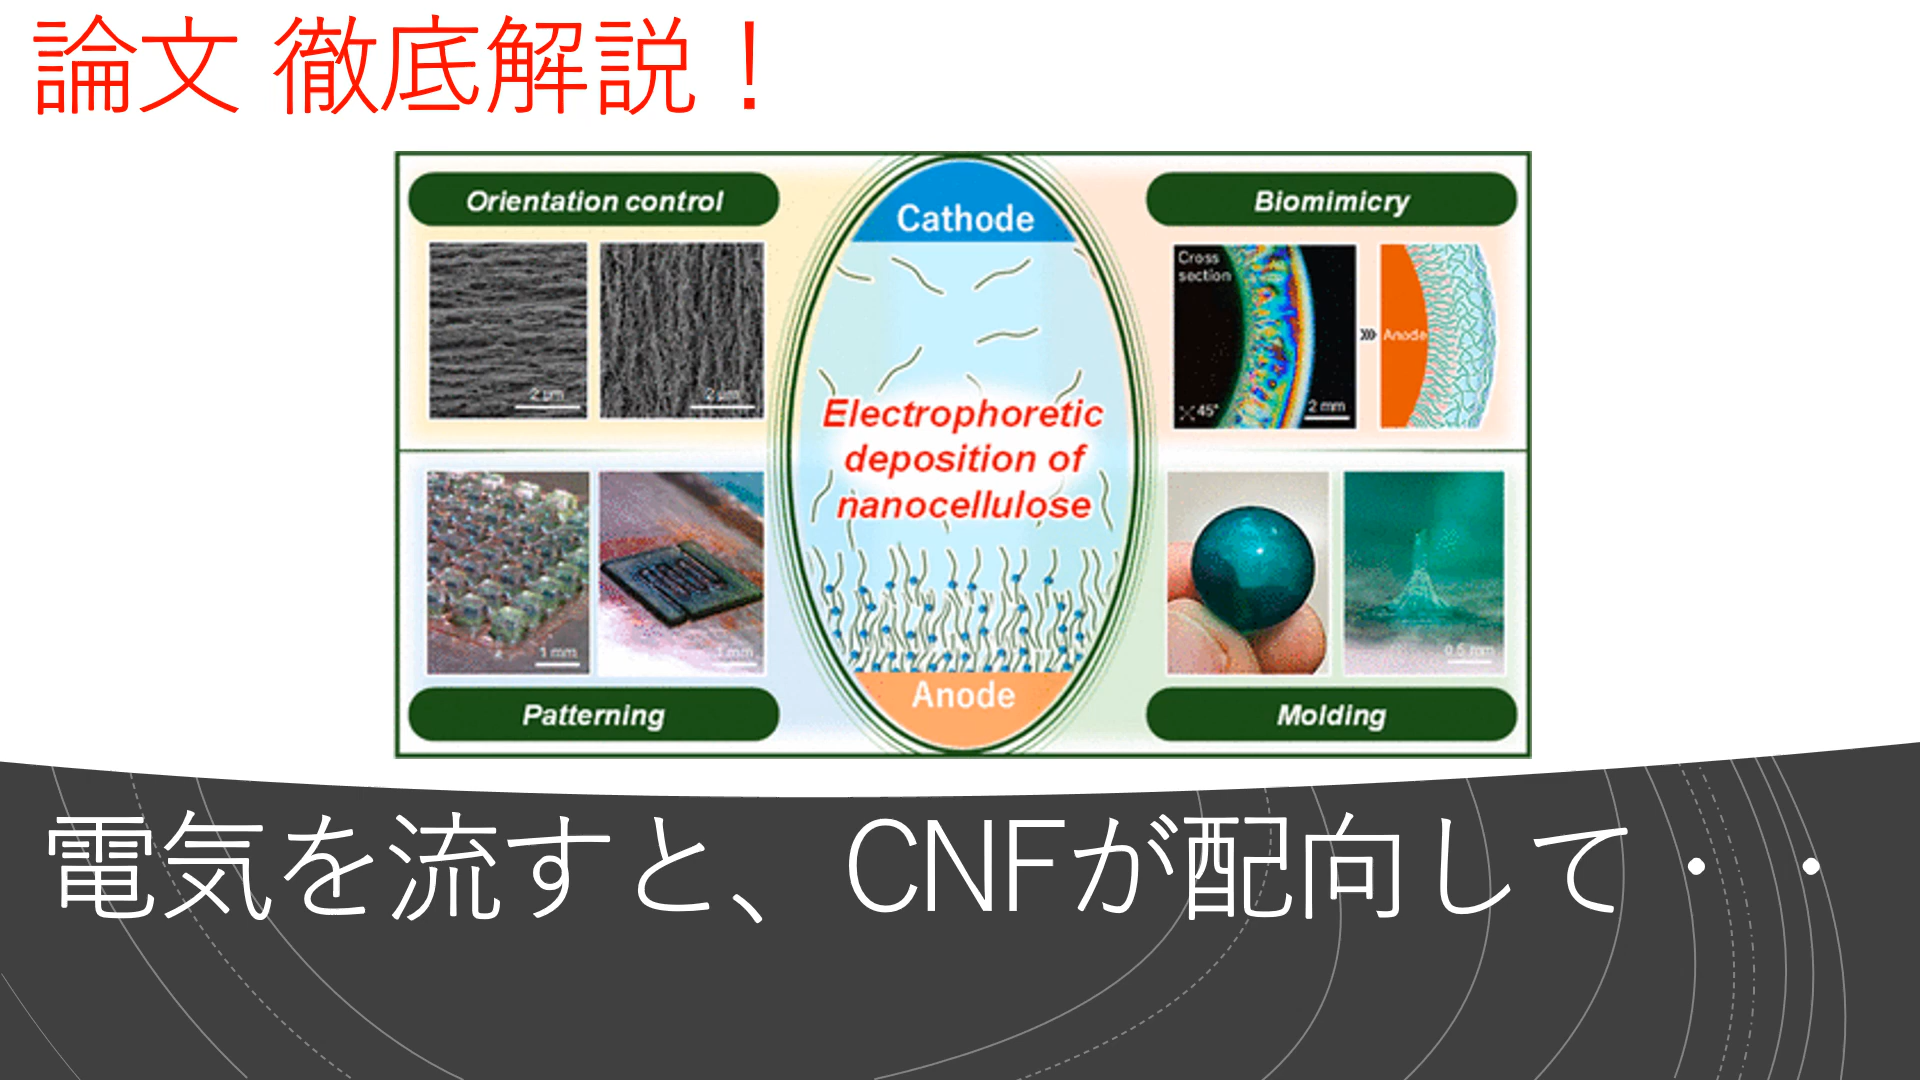 論文 徹底解説！
Orientation control
Cathode
Biomimicry
Cross
section
2 μm
2 μm
Anode
45°
2 mm
Electrophoretic
deposition of
nanocellulose
1 mm
1 mm
0.5 mm
Anode
Patterning
Molding
電気を流すと、CNFが配向して・・